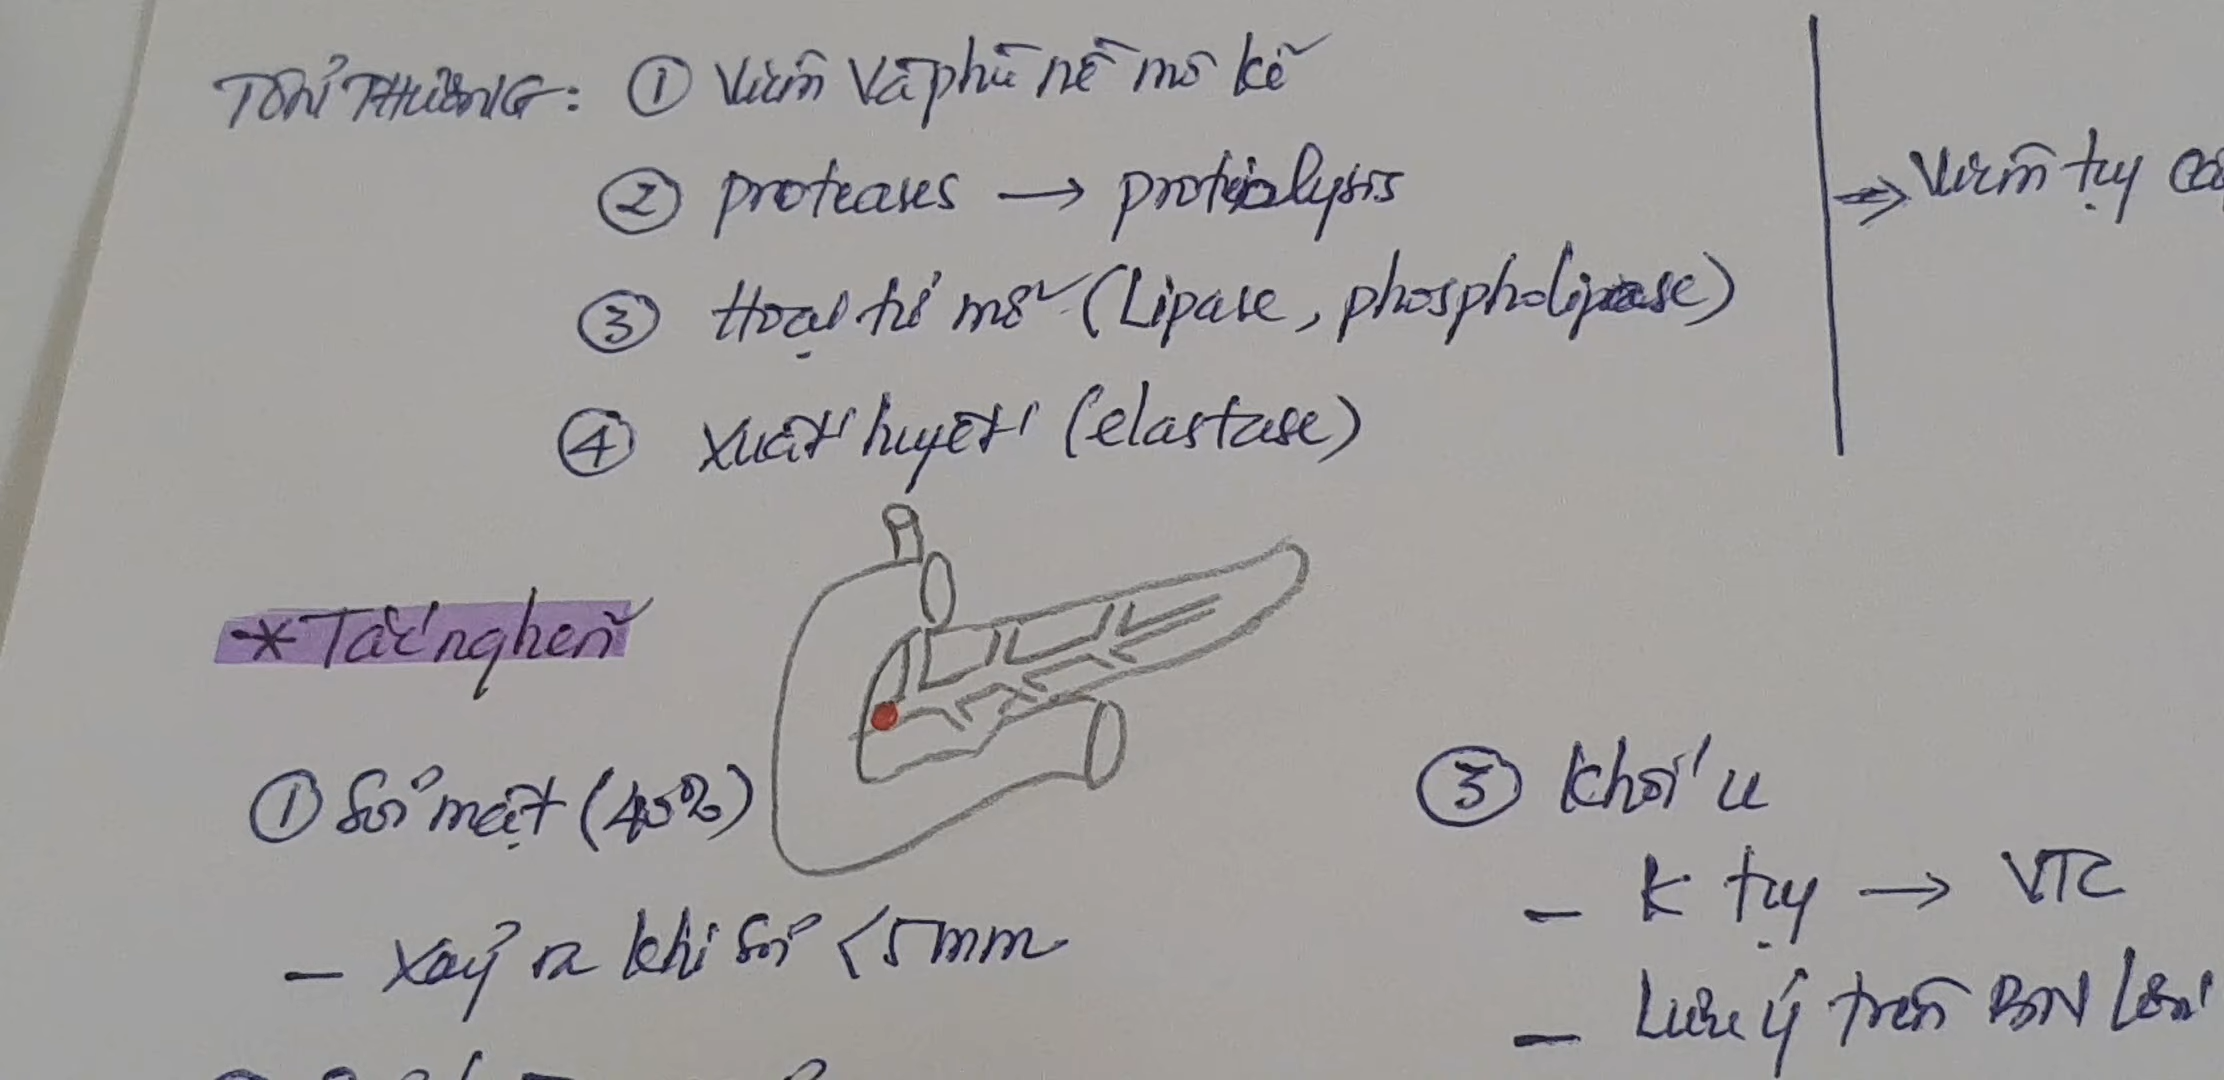 TỔN THƯƠNG: ① Viêm và phù nề mô kẽ
② proteases → proteolysis
③ Hoại tử mỡ (Lipase, phospholipase)
④ xuất huyết (elastase)
⇒ Viêm tụy
* Tắc nghẽn
① Sỏi mật (45%)
- Xảy ra khi sỏi <5mm
③ Khối u
- K tụy → VTC
- Lưu ý trên BN lớn